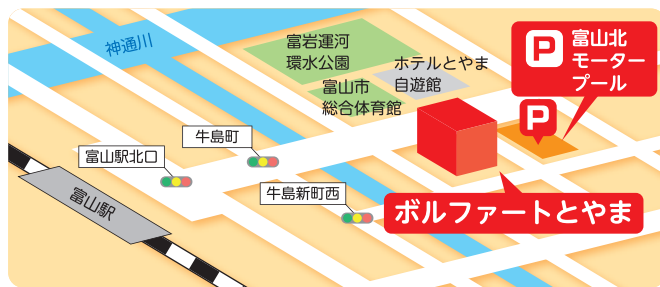 神通川
富岩運河
環水公園
ホテルとやま
自遊館
富山市
総合体育館
P
富山北
モーター
プール
P
牛島町
富山駅北口
牛島新町西
富山駅
ボルファートとやま